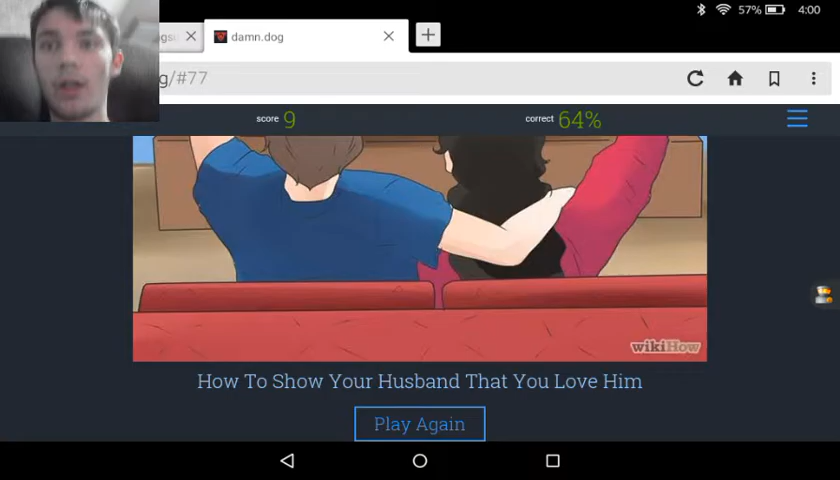 57% 4:00
gsu damn.dog
g/#77
score 9 correct 64%
wikiHow
How To Show Your Husband That You Love Him
Play Again